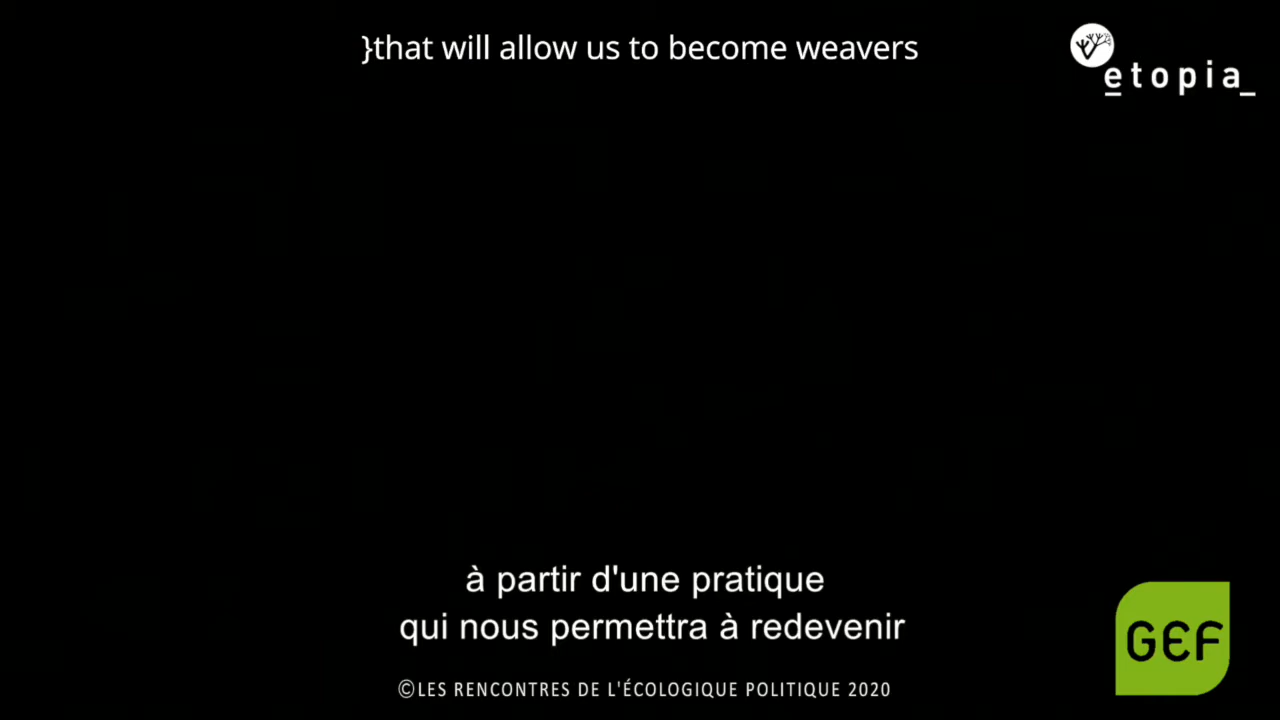 }that will allow us to become weavers
etopia_
à partir d'une pratique
qui nous permettra à redevenir
GEF
©LES RENCONTRES DE L'ÉCOLOGIQUE POLITIQUE 2020